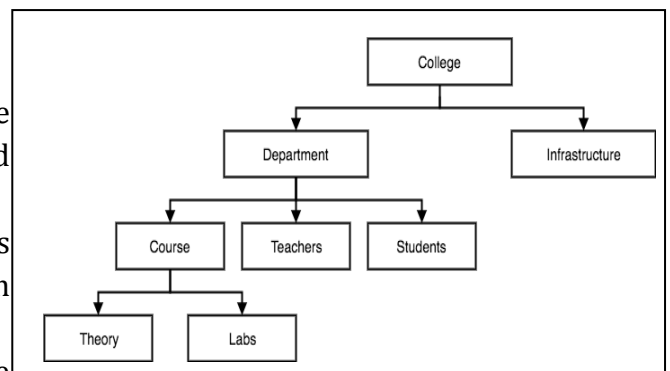 College
Department Infrastructure
Course Teachers Students
Theory Labs